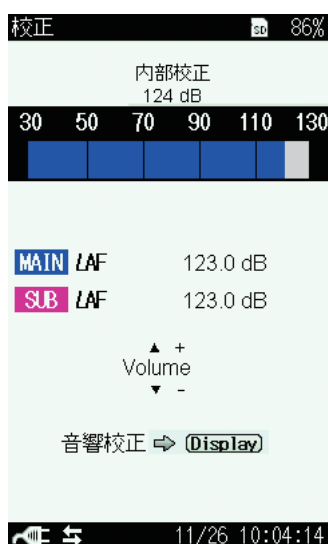 校正 SD 86%
内部校正
124 dB
30 50 70 90 110 130
MAIN LAF 123.0 dB
SUB LAF 123.0 dB
▲ +
Volume
▼ -
音響校正 ⇨ (Display)
11/26 10:04:14